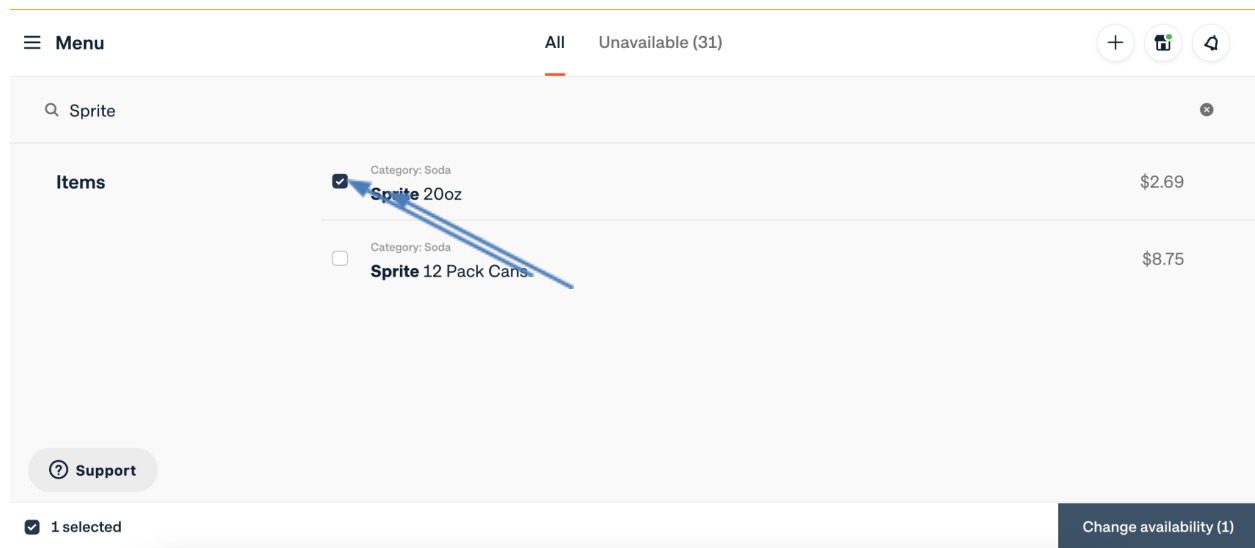 Menu
All
Unavailable (31)
Sprite
Items
Category: Soda
Sprite 20oz
$2.69
Category: Soda
Sprite 12 Pack Cans
$8.75
Support
1 selected
Change availability (1)